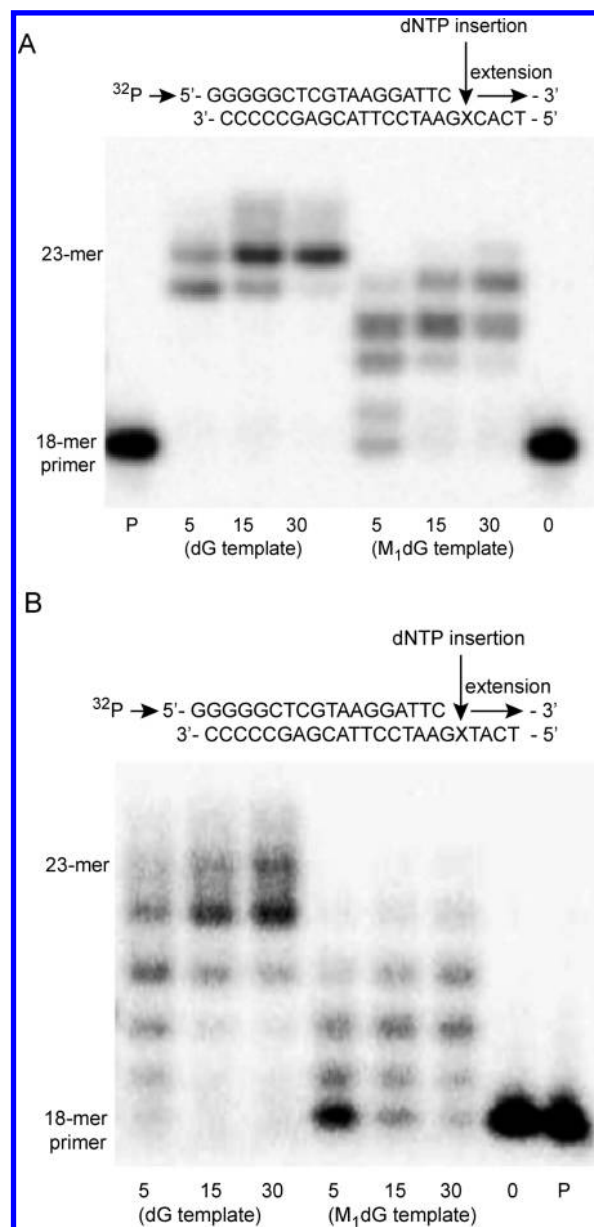 A
dNTP insertion
extension
³²P → 5'- GGGGGCTCGTAAGGATTC - 3'
3'- CCCCCGAGCATTCCTAAGXCACT - 5'
23-mer
18-mer
primer
P 5 15 30 5 15 30 0
(dG template) (M₁dG template)
B
dNTP insertion
extension
³²P → 5'- GGGGGCTCGTAAGGATTC - 3'
3'- CCCCCGAGCATTCCTAAGXTACT - 5'
23-mer
18-mer
primer
5 15 30 5 15 30 0 P
(dG template) (M₁dG template)